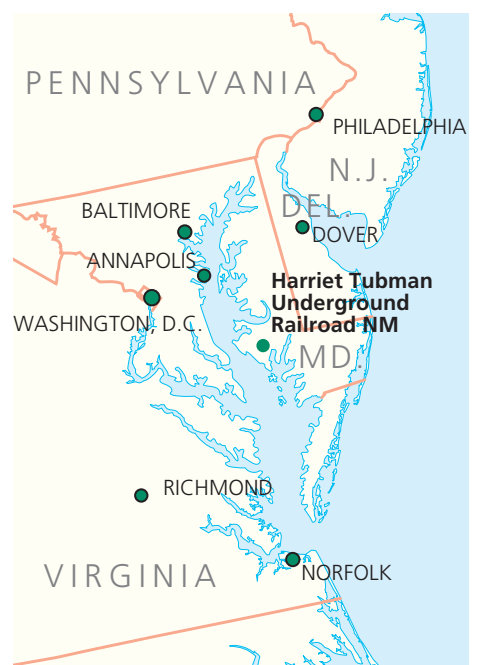 PENNSYLVANIA
PHILADELPHIA
N.J.
DEL.
BALTIMORE
DOVER
ANNAPOLIS
Harriet Tubman
Underground
Railroad NM
WASHINGTON, D.C.
MD.
RICHMOND
NORFOLK
VIRGINIA